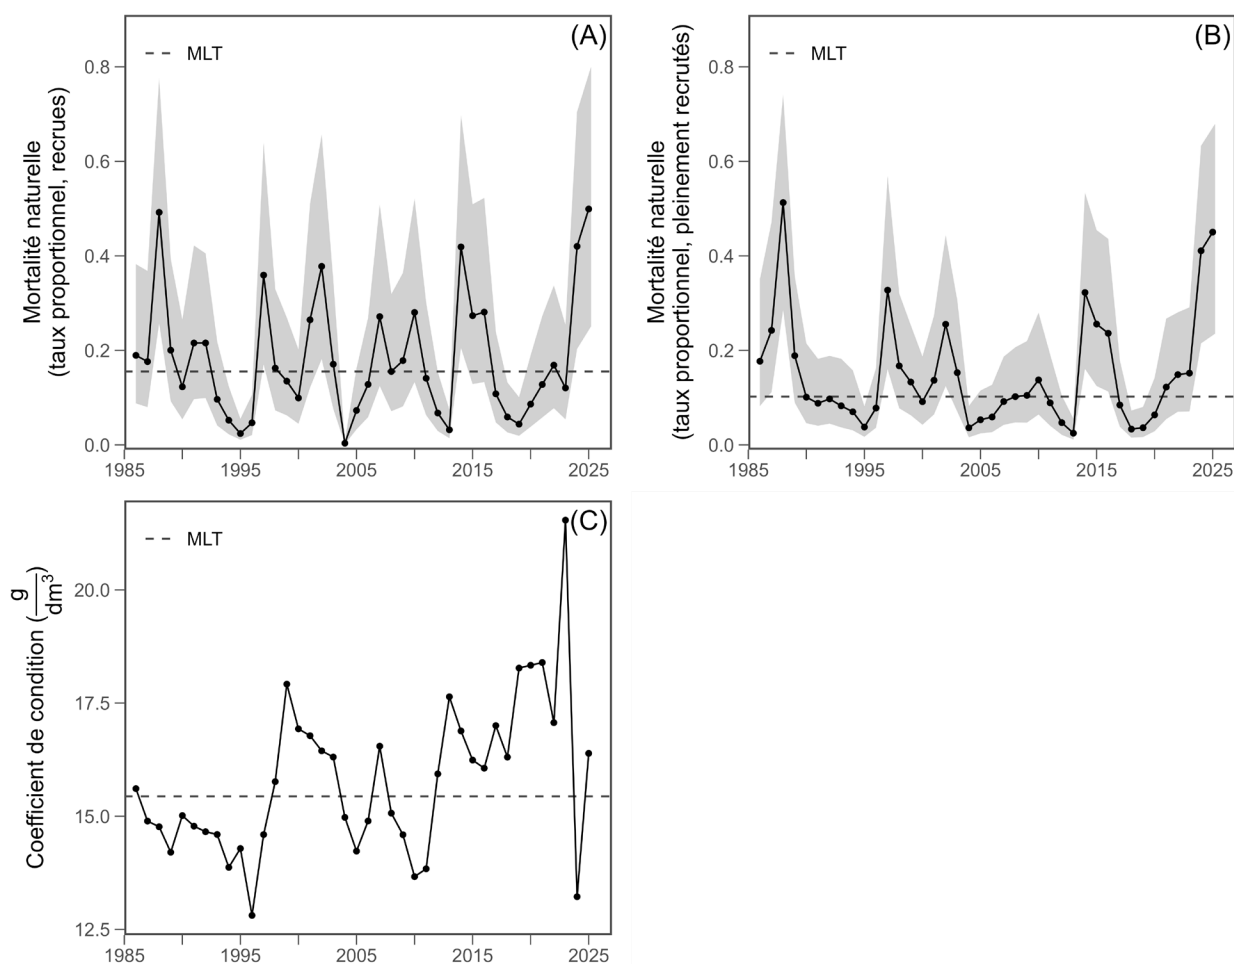 (A)
MLT
Mortalité naturelle
(taux proportionnel, recrues)
0.8
0.6
0.4
0.2
0.0
1985 1995 2005 2015 2025
(B)
MLT
Mortalité naturelle
(taux proportionnel, pleinement recrutés)
0.8
0.6
0.4
0.2
0.0
1985 1995 2005 2015 2025
(C)
MLT
Coefficient de condition (g/dm³)
20.0
17.5
15.0
12.5
1985 1995 2005 2015 2025